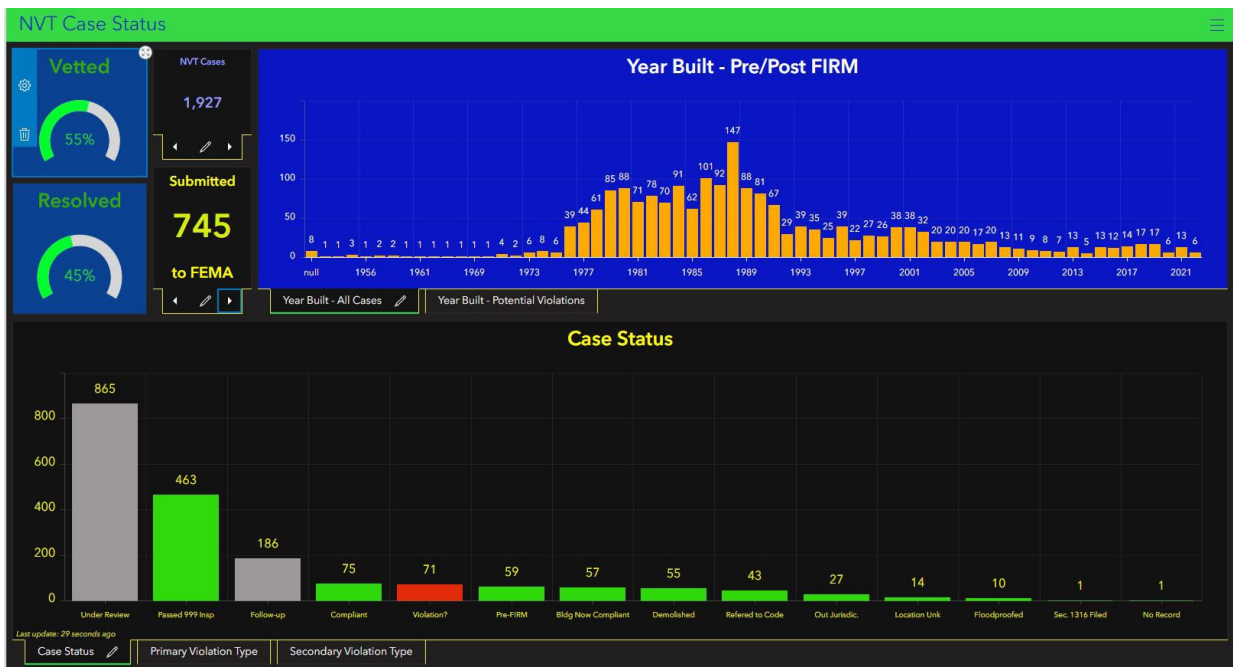 NVT Case Status
Vetted
55%
NVT Cases
1,927
Resolved
45%
Submitted
745
to FEMA
Year Built - Pre/Post FIRM
150
100
50
0
8 1 1 3 1 2 2 1 1 1 1 1 1 1 4 2 6 8 6 39 44 61 85 88 71 78 70 91 62 101 92 147 88 81 67 29 39 35 25 39 22 27 26 38 38 32 20 20 20 17 20 13 11 9 8 7 13 5 13 12 14 17 17 6 13 6
null 1956 1961 1969 1973 1977 1981 1985 1989 1993 1997 2001 2005 2009 2013 2017 2021
Year Built - All Cases Year Built - Potential Violations
Case Status
800
600
400
200
0
865 463 186 75 71 59 57 55 43 27 14 10 1 1
Under Review Passed 999 Insp Follow-up Compliant Violation? Pre-FIRM Bldg Now Compliant Demolished Refered to Code Out Jurisdic. Location Unk Floodproofed Sec. 1316 Filed No Record
Last update: 29 seconds ago
Case Status Primary Violation Type Secondary Violation Type